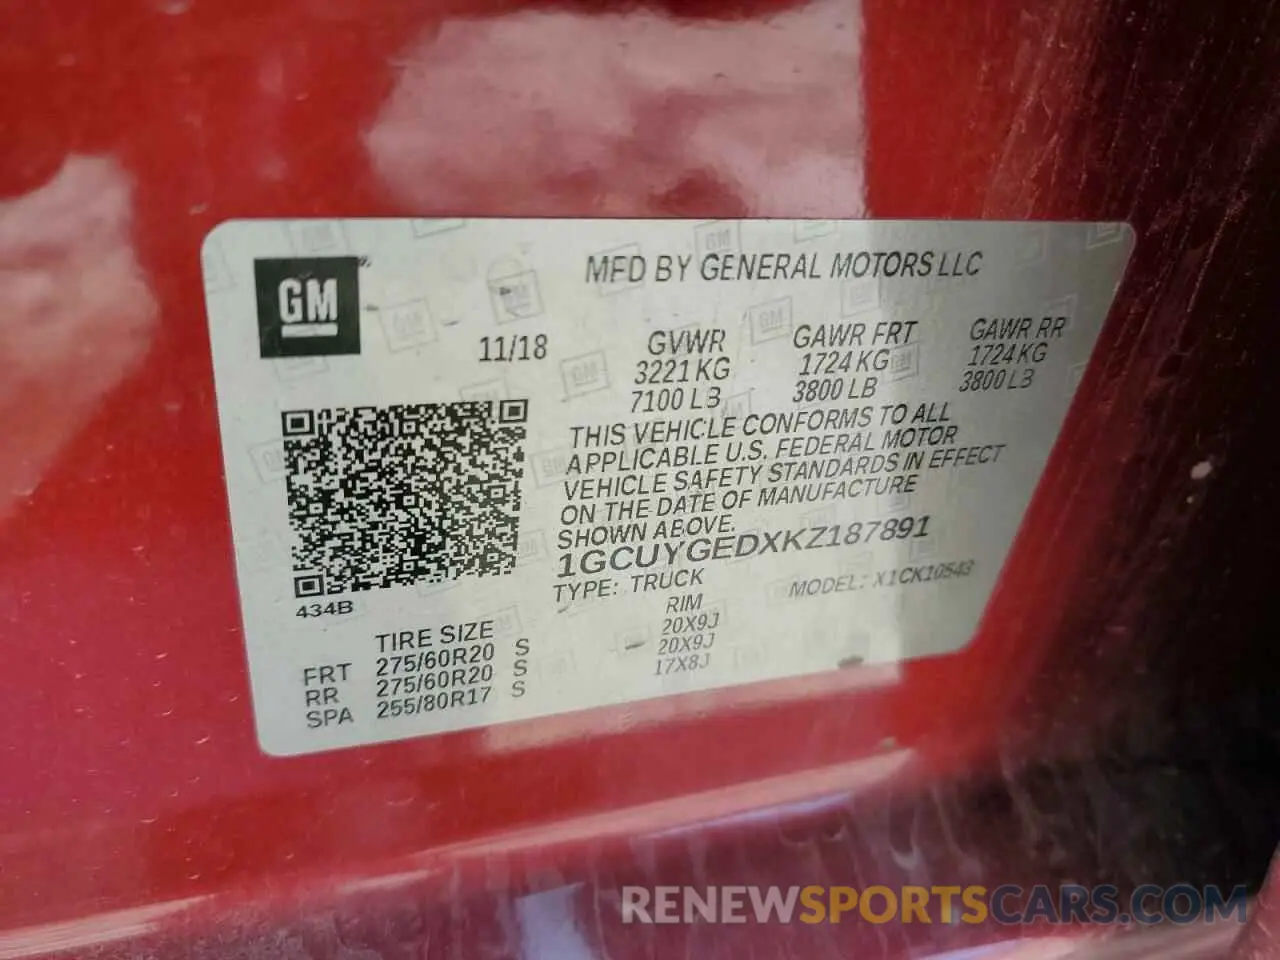 GM
MFD BY GENERAL MOTORS LLC
11/18
GVWR GAWR FRT GAWR RR
3221 KG 1724 KG 1724 KG
7100 LB 3800 LB 3800 LB
THIS VEHICLE CONFORMS TO ALL
APPLICABLE U.S. FEDERAL MOTOR
VEHICLE SAFETY STANDARDS IN EFFECT
ON THE DATE OF MANUFACTURE
SHOWN ABOVE.
1GCUYGEDXKZ187891
TYPE: TRUCK MODEL: X1CK10543
434B
TIRE SIZE RIM
FRT 275/60R20 S 20X9J
RR 275/60R20 S 20X9J
SPA 255/80R17 S 17X8J
RENEWSPORTSCARS.COM